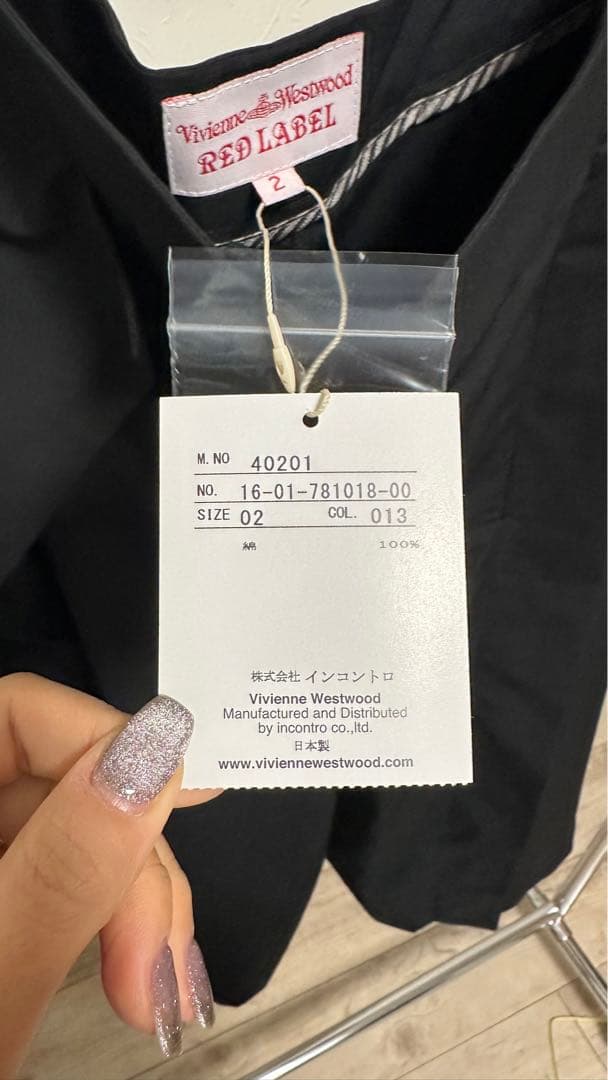 Vivienne Westwood
RED LABEL
2
M. NO 40201
NO. 16-01-781018-00
SIZE 02 COL. 013
綿 100%
株式会社 インコントロ
Vivienne Westwood
Manufactured and Distributed
by incontro co.,ltd.
日本製
www.viviennewestwood.com